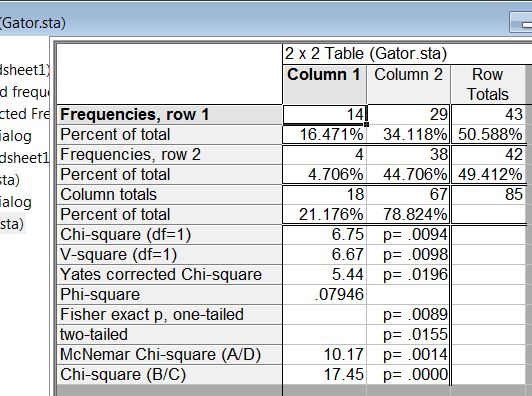 (Gator.sta)
dsheet1)
d freque
cted Fre
ialog
dsheet1
sta)
ialog
sta)
2 x 2 Table (Gator.sta)
Column 1 Column 2 Row Totals
Frequencies, row 1 14 29 43
Percent of total 16.471% 34.118% 50.588%
Frequencies, row 2 4 38 42
Percent of total 4.706% 44.706% 49.412%
Column totals 18 67 85
Percent of total 21.176% 78.824%
Chi-square (df=1) 6.75 p= .0094
V-square (df=1) 6.67 p= .0098
Yates corrected Chi-square 5.44 p= .0196
Phi-square .07946
Fisher exact p, one-tailed p= .0089
two-tailed p= .0155
McNemar Chi-square (A/D) 10.17 p= .0014
Chi-square (B/C) 17.45 p= .0000